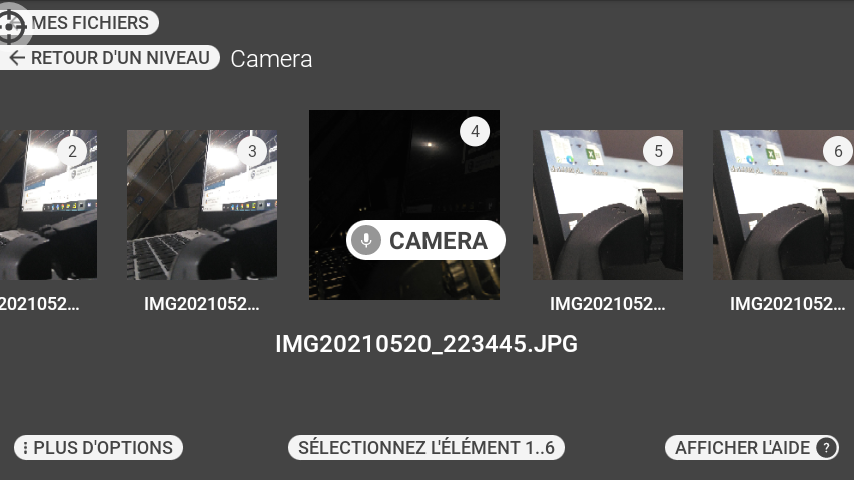 MES FICHIERS
RETOUR D'UN NIVEAU Camera
2 3 4 5 6
CAMERA
2021052... IMG2021052... IMG2021052... IMG2021052...
IMG20210520_223445.JPG
PLUS D'OPTIONS SÉLECTIONNEZ L'ÉLÉMENT 1..6 AFFICHER L'AIDE ?